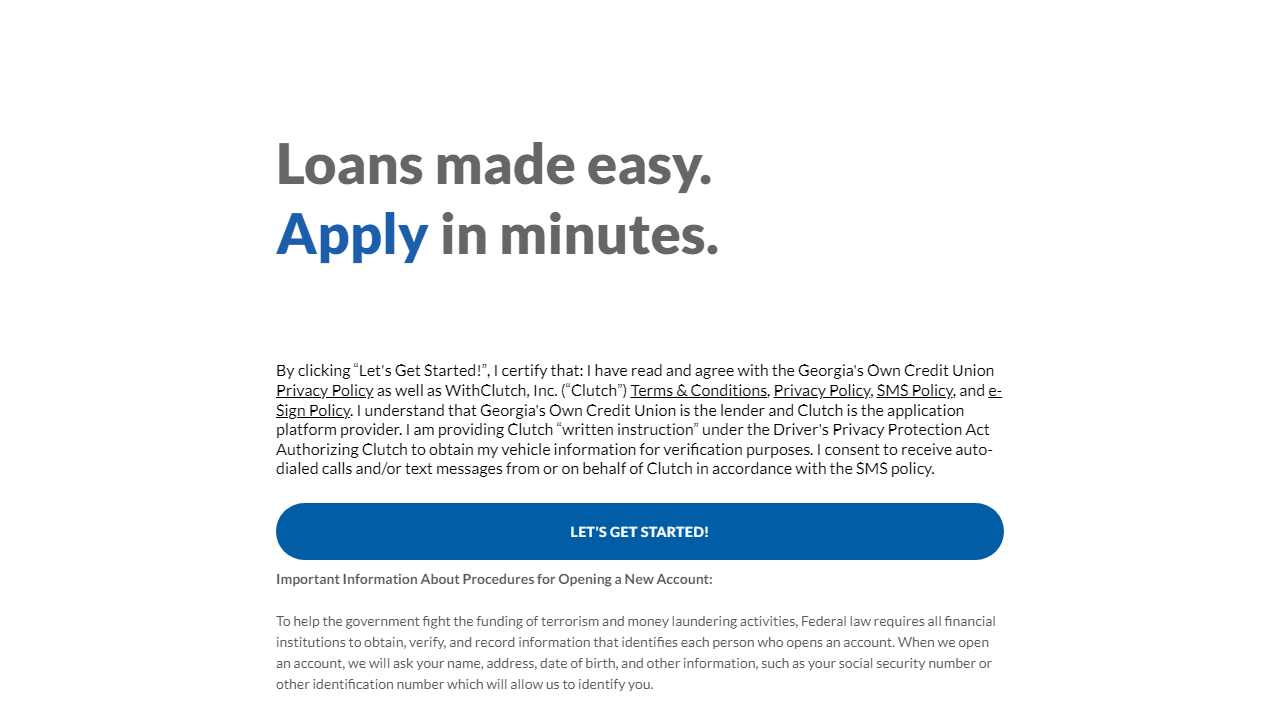 Loans made easy.
Apply in minutes.
By clicking “Let's Get Started!”, I certify that: I have read and agree with the Georgia's Own Credit Union
Privacy Policy as well as WithClutch, Inc. (“Clutch”) Terms & Conditions, Privacy Policy, SMS Policy, and e-
Sign Policy. I understand that Georgia's Own Credit Union is the lender and Clutch is the application
platform provider. I am providing Clutch “written instruction” under the Driver's Privacy Protection Act
Authorizing Clutch to obtain my vehicle information for verification purposes. I consent to receive auto-
dialed calls and/or text messages from or on behalf of Clutch in accordance with the SMS policy.
LET'S GET STARTED!
Important Information About Procedures for Opening a New Account:
To help the government fight the funding of terrorism and money laundering activities, Federal law requires all financial
institutions to obtain, verify, and record information that identifies each person who opens an account. When we open
an account, we will ask your name, address, date of birth, and other information, such as your social security number or
other identification number which will allow us to identify you.